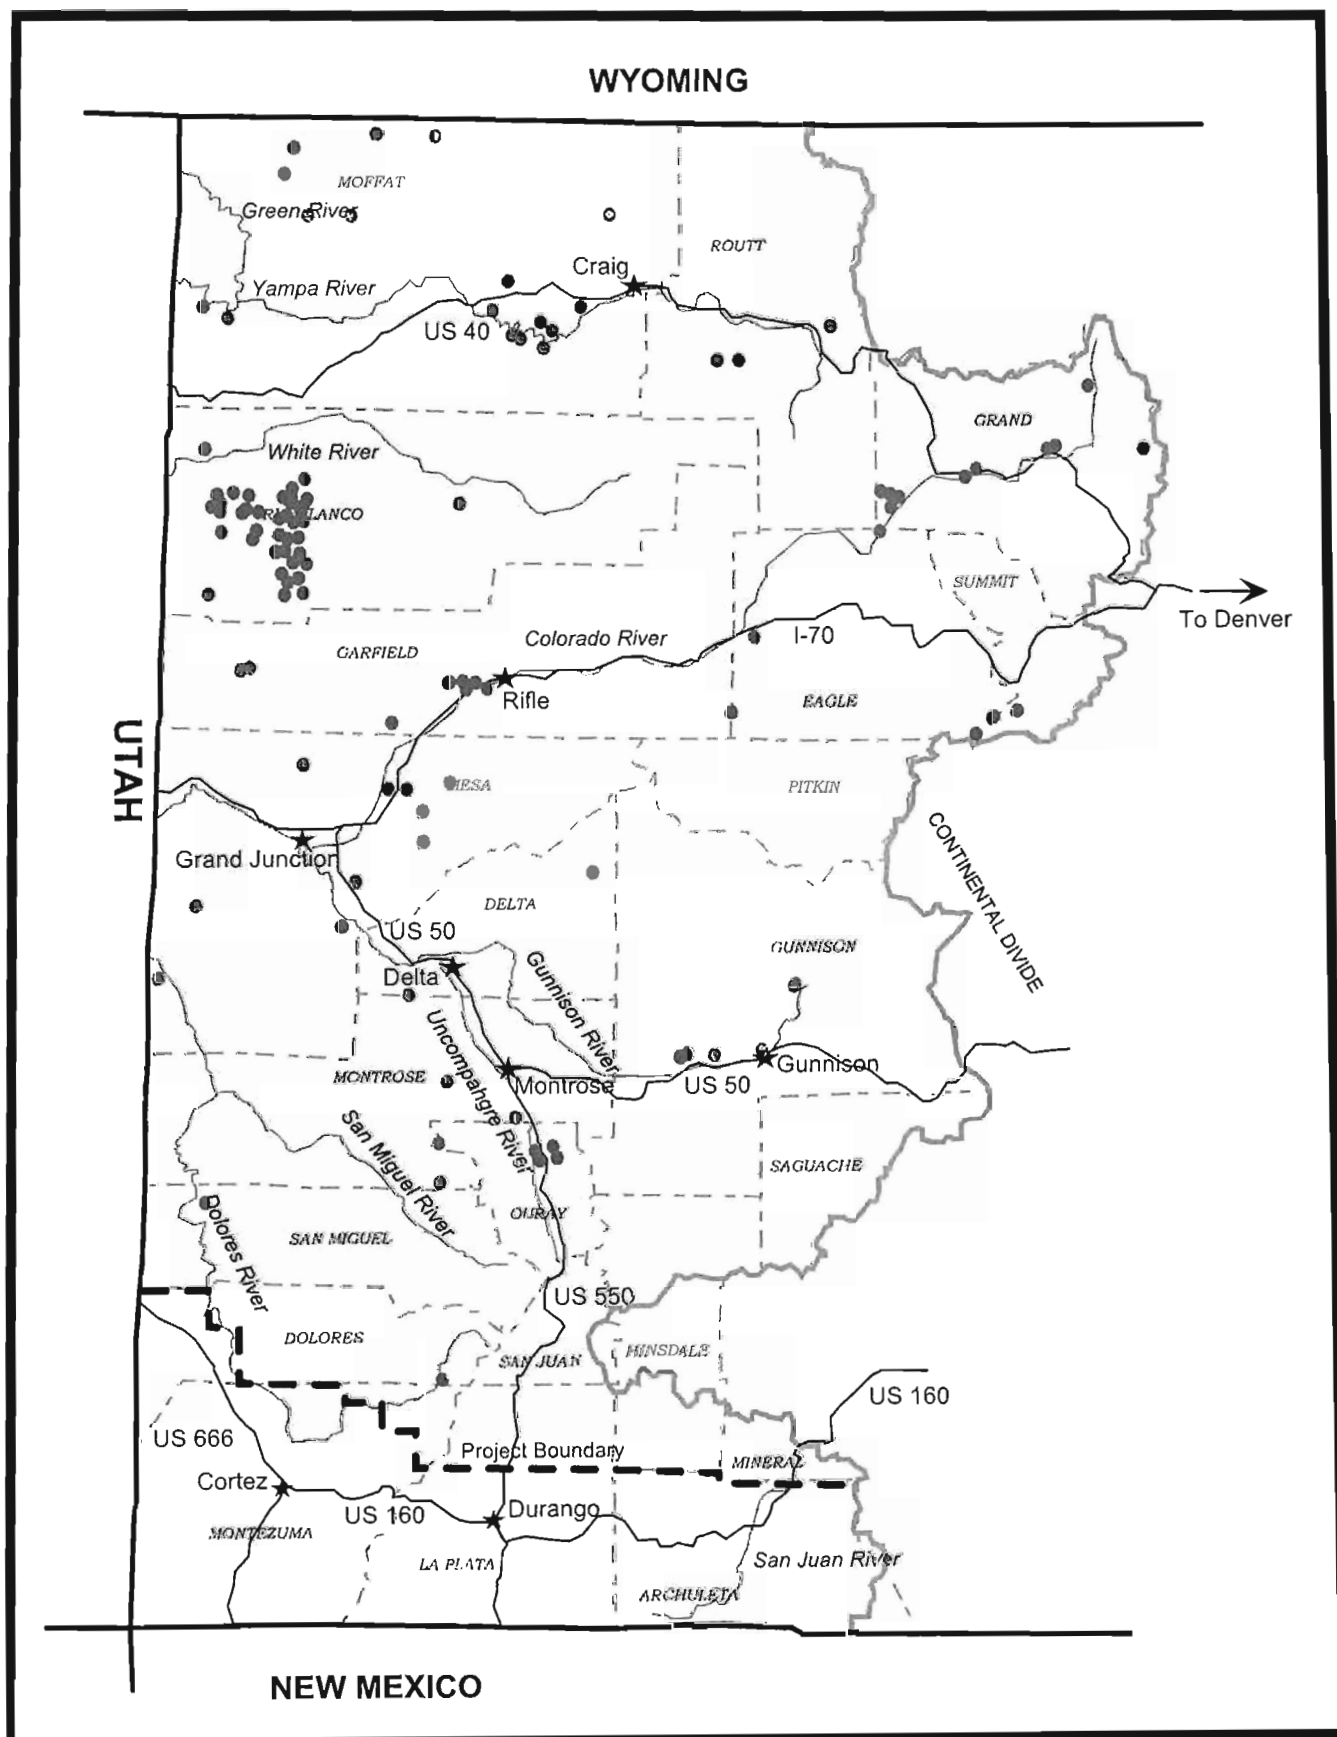 WYOMING
MOFFAT
Green River
ROUTT
Craig
Yampa River
US 40
GRAND
White River
RIO BLANCO
SUMMIT
To Denver
Colorado River
I-70
GARFIELD
Rifle
EAGLE
UTAH
MESA
PITKIN
Grand Junction
CONTINENTAL DIVIDE
DELTA
US 50
GUNNISON
Delta
Gunnison River
Uncompahgre River
Gunnison
MONTROSE
Montrose
US 50
San Miguel River
SAGUACHE
Dolores River
OURAY
SAN MIGUEL
US 550
DOLORES
SAN JUAN
HINSDALE
US 160
US 666
Project Boundary
MINERAL
Cortez
US 160
Durango
MONTEZUMA
LA PLATA
San Juan River
ARCHULETA
NEW MEXICO